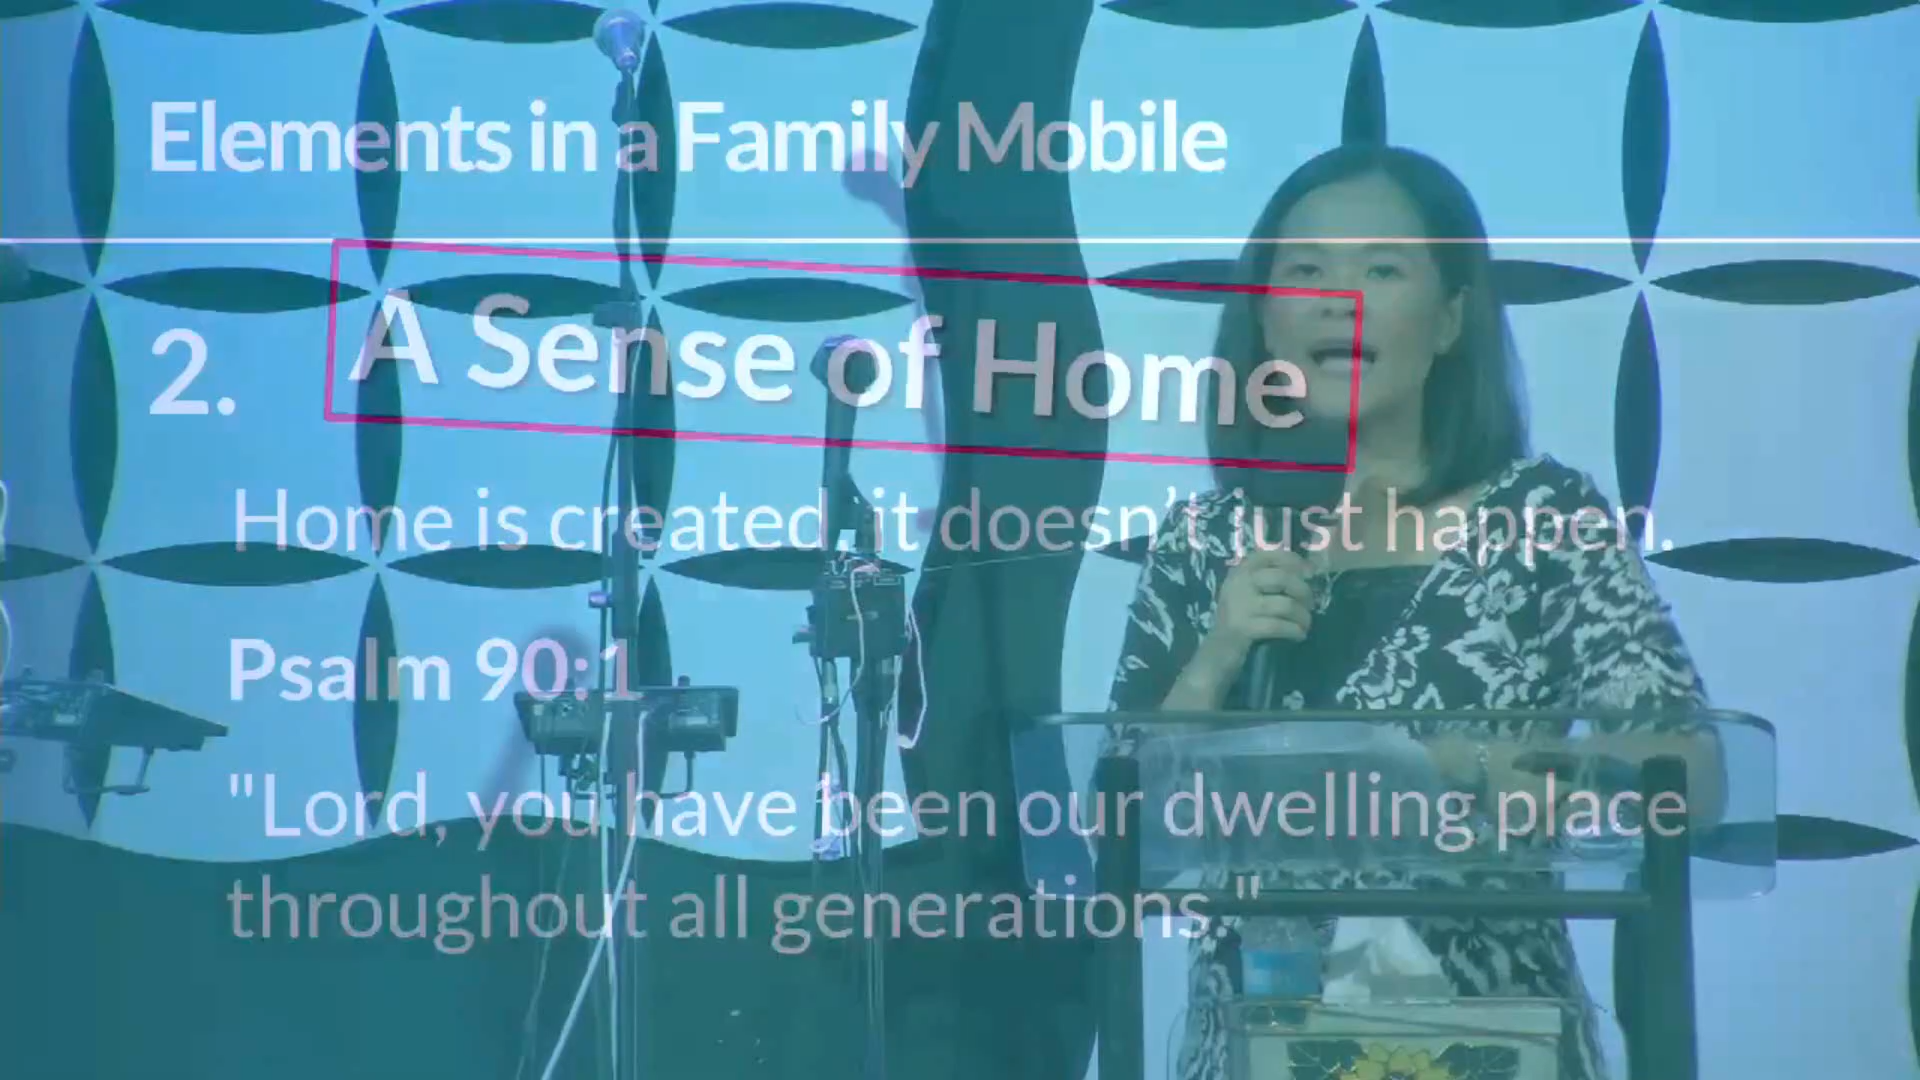 Elements in a Family Mobile
2. A Sense of Home
Home is created, it doesn't just happen.
Psalm 90:1
"Lord, you have been our dwelling place
throughout all generations."